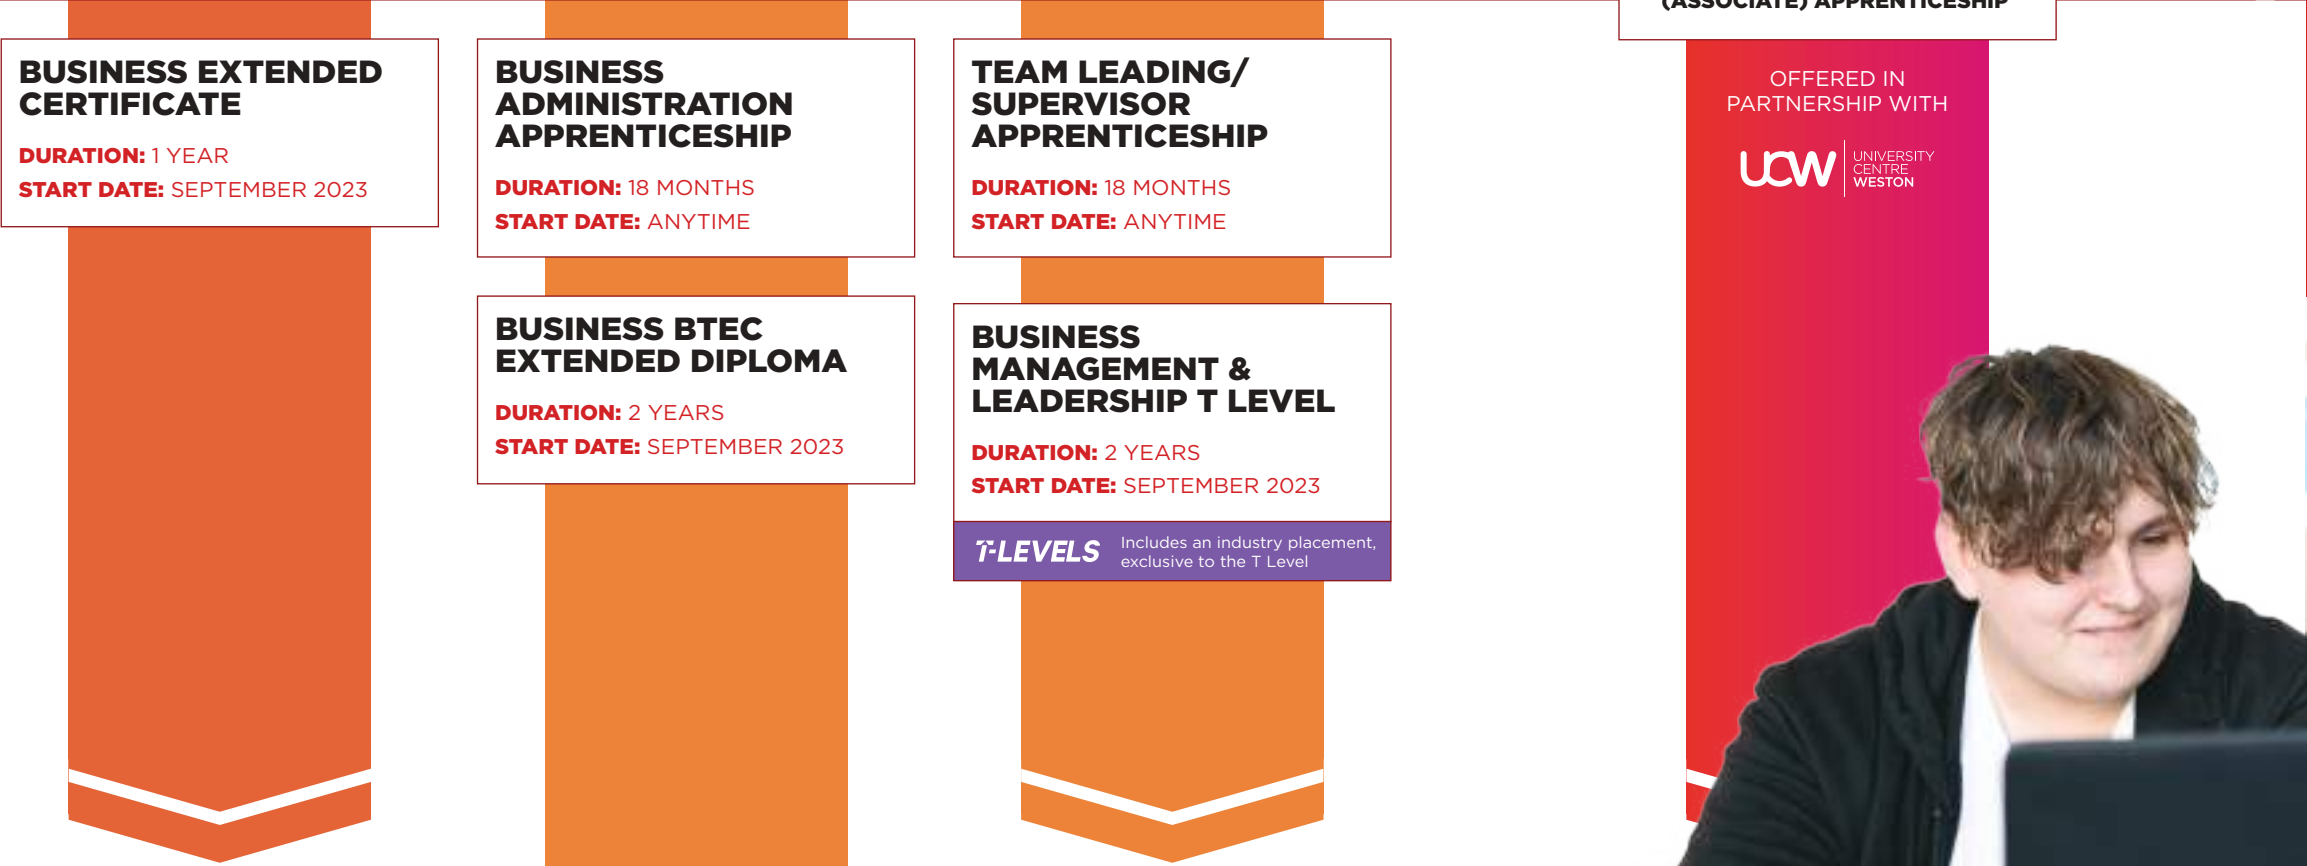 BUSINESS EXTENDED
CERTIFICATE
DURATION: 1 YEAR
START DATE: SEPTEMBER 2023
BUSINESS
ADMINISTRATION
APPRENTICESHIP
DURATION: 18 MONTHS
START DATE: ANYTIME
BUSINESS BTEC
EXTENDED DIPLOMA
DURATION: 2 YEARS
START DATE: SEPTEMBER 2023
TEAM LEADING/
SUPERVISOR
APPRENTICESHIP
DURATION: 18 MONTHS
START DATE: ANYTIME
BUSINESS
MANAGEMENT &
LEADERSHIP T LEVEL
DURATION: 2 YEARS
START DATE: SEPTEMBER 2023
T-LEVELS
Includes an industry placement,
exclusive to the T Level
(ASSOCIATE) APPRENTICESHIP
OFFERED IN
PARTNERSHIP WITH
UCW
UNIVERSITY
CENTRE
WESTON